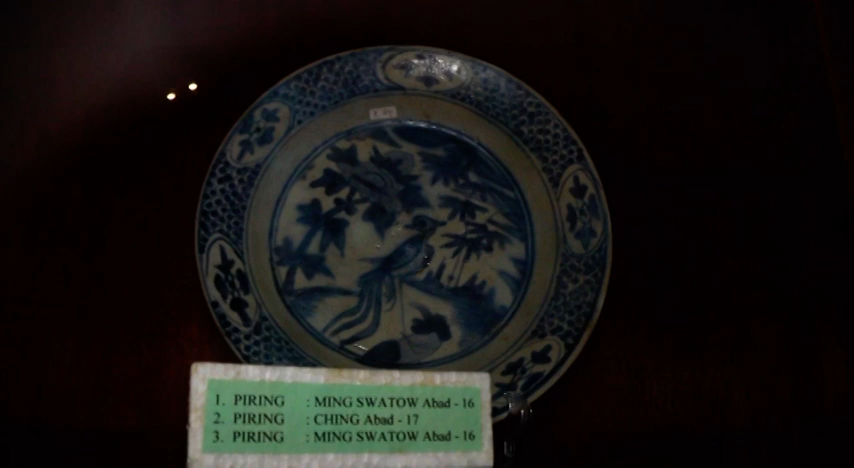 1. PIRING : MING SWATOW Abad - 16
2. PIRING : CHING Abad - 17
3. PIRING : MING SWATOW Abad - 16